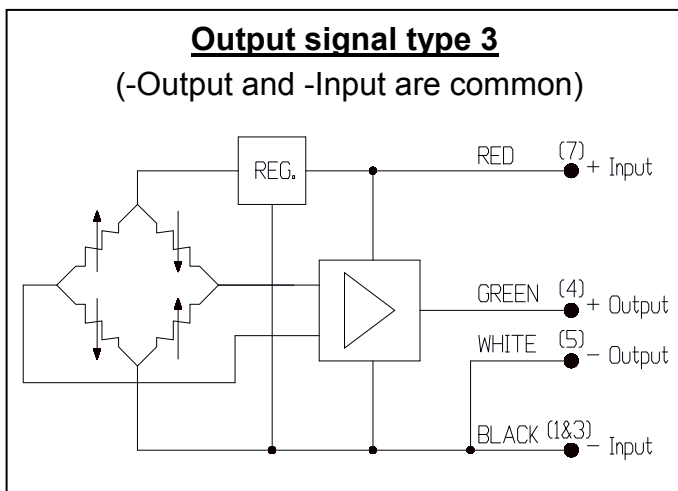 Output signal type 3
(-Output and -Input are common)
REG.
RED (7) + Input
GREEN (4) + Output
WHITE (5) - Output
BLACK (1&3) - Input